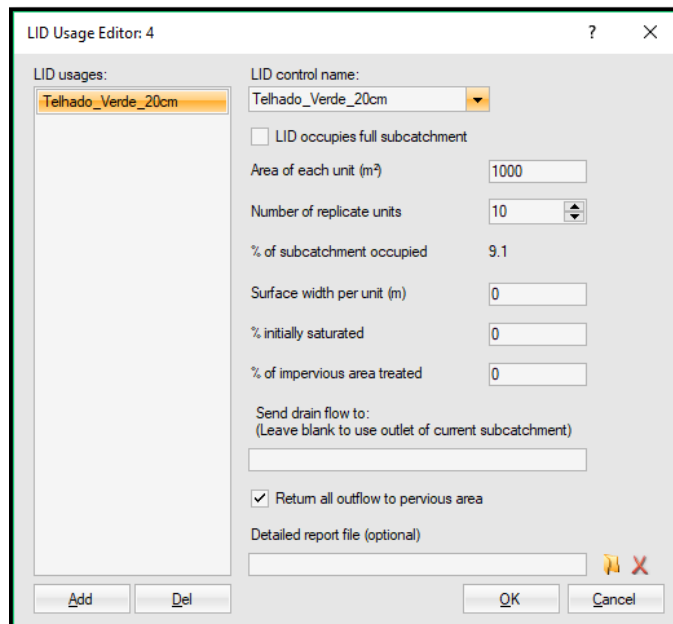 LID Usage Editor: 4
?
LID usages:
Telhado_Verde_20cm
LID control name:
Telhado_Verde_20cm
LID occupies full subcatchment
Area of each unit (m²) 1000
Number of replicate units 10
% of subcatchment occupied 9.1
Surface width per unit (m) 0
% initially saturated 0
% of impervious area treated 0
Send drain flow to:
(Leave blank to use outlet of current subcatchment)
Return all outflow to pervious area
Detailed report file (optional)
Add Del OK Cancel